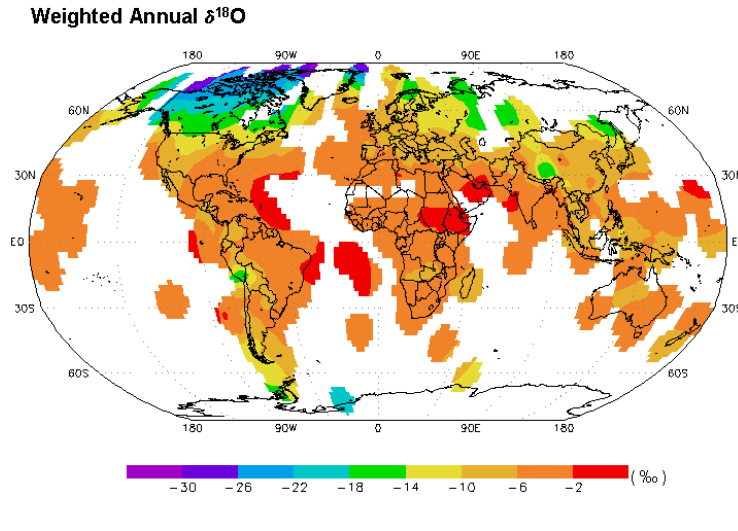 Weighted Annual δ¹⁸O
180 90W 0 90E 180
60N 60N
30N 30N
EQ E
30S 30S
60S 60S
180 90W 0 90E 180
-30 -26 -22 -18 -14 -10 -6 -2 (‰)